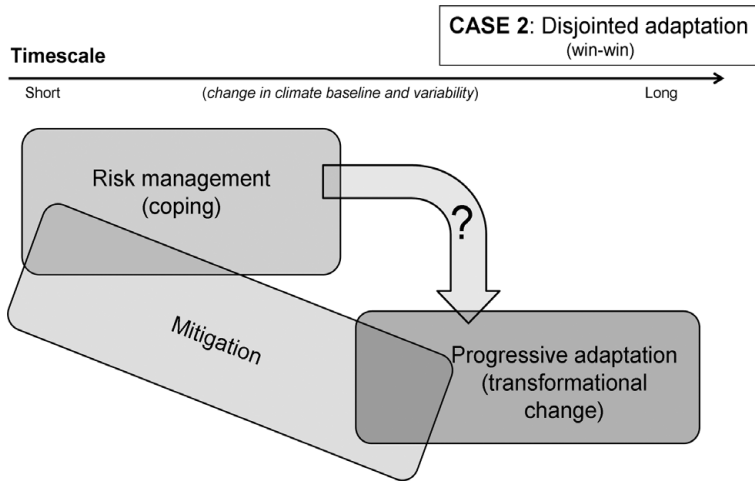 CASE 2: Disjointed adaptation
(win-win)
Timescale
Short
(change in climate baseline and variability)
Long
Risk management
(coping)
?
Mitigation
Progressive adaptation
(transformational
change)